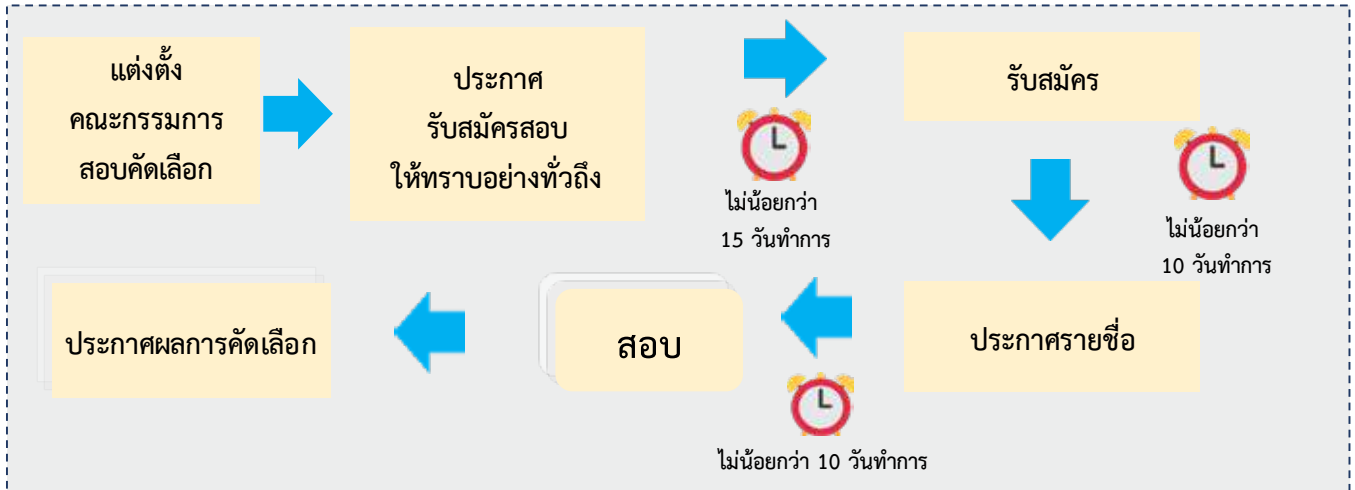 แต่งตั้ง
คณะกรรมการ
สอบคัดเลือก
ประกาศ
รับสมัครสอบ
ให้ทราบอย่างทั่วถึง
ไม่น้อยกว่า
15 วันทำการ
รับสมัคร
ไม่น้อยกว่า
10 วันทำการ
ประกาศรายชื่อ
ไม่น้อยกว่า 10 วันทำการ
สอบ
ประกาศผลการคัดเลือก